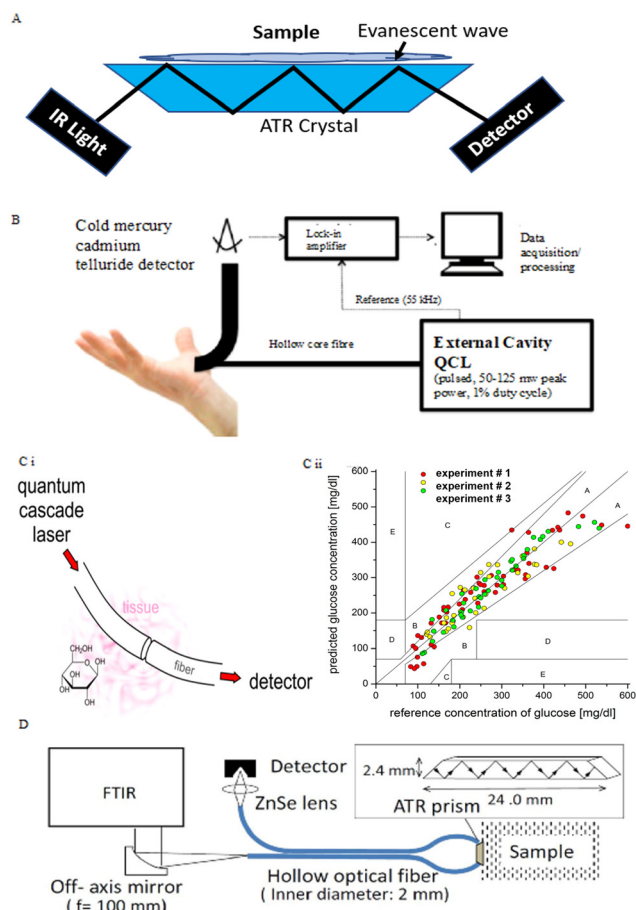 A
Sample
Evanescent wave
IR Light
ATR Crystal
Detector
B
Cold mercury
cadmium
telluride detector
Lock-in
amplifier
Data
acquisition/
processing
Reference (55 kHz)
Hollow core fibre
External Cavity
QCL
(pulsed, 50-125 mw peak
power, 1% duty cycle)
C i
quantum
cascade
laser
tissue
fiber
detector
CH₂OH
O
H
H
OH
H
OH
OH
H
OH
C ii
predicted glucose concentration [mg/dl]
600
500
400
300
200
100
0
experiment # 1
experiment # 2
experiment # 3
A
A
B
B
C
C
D
D
E
E
0 100 200 300 400 500 600
reference concentration of glucose [mg/dl]
D
FTIR
Off- axis mirror
( f= 100 mm)
Detector
ZnSe lens
Hollow optical fiber
( Inner diameter: 2 mm)
2.4 mm
24 .0 mm
ATR prism
Sample